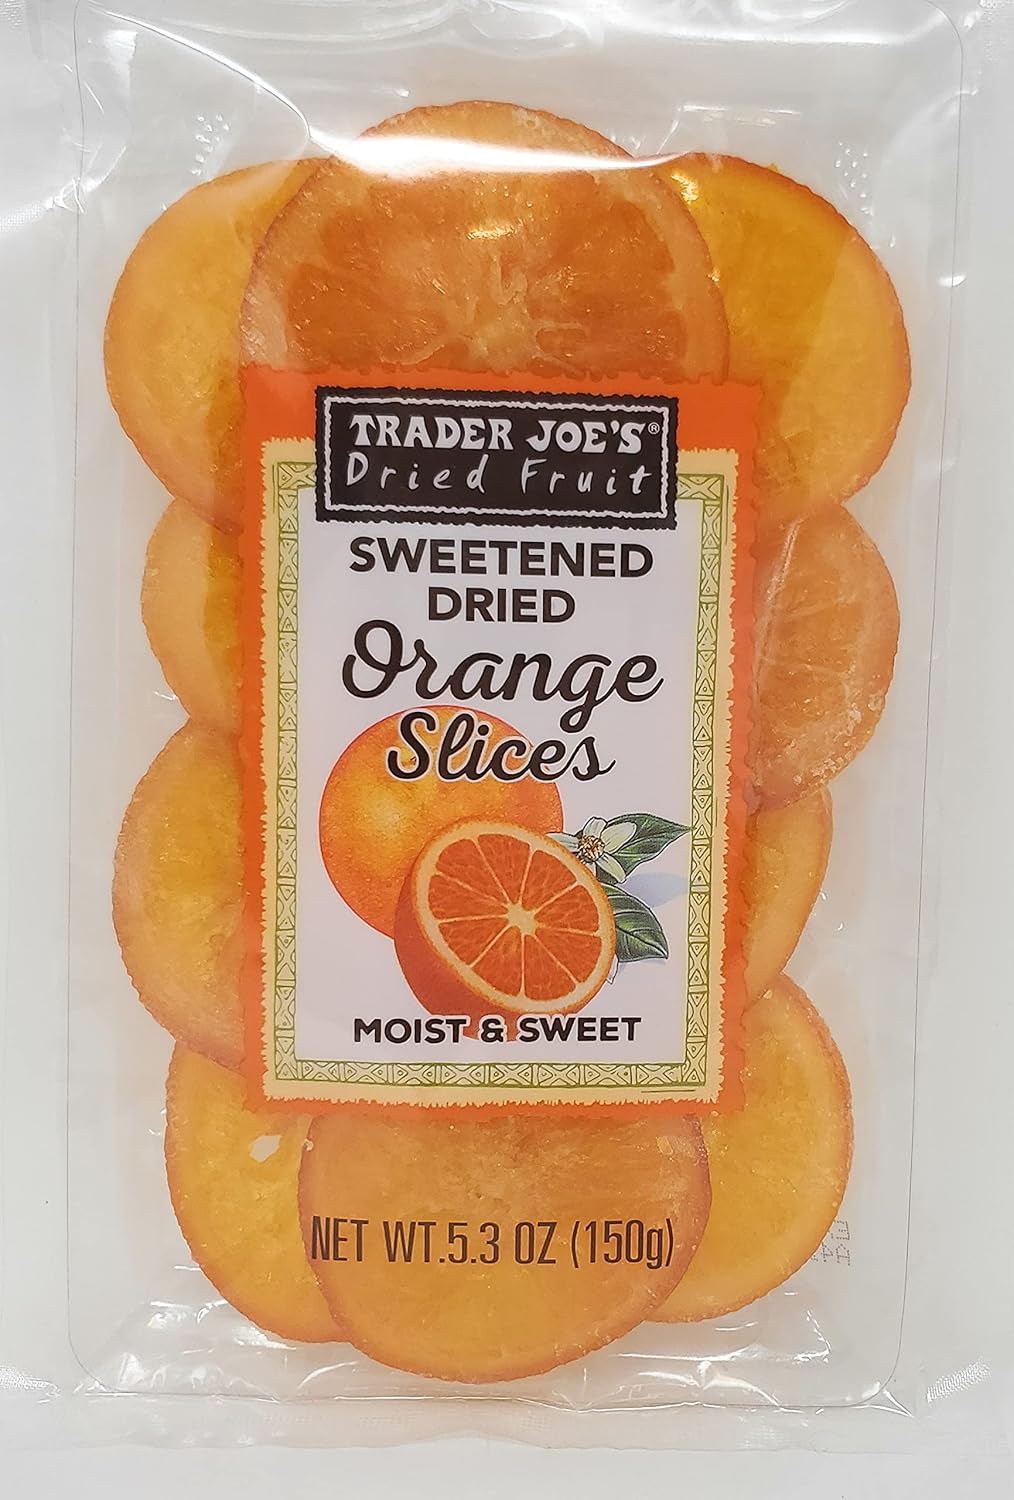 TRADER JOE'S®
Dried Fruit
SWEETENED
DRIED
Orange
Slices
MOIST & SWEET
NET WT.5.3 OZ (150g)